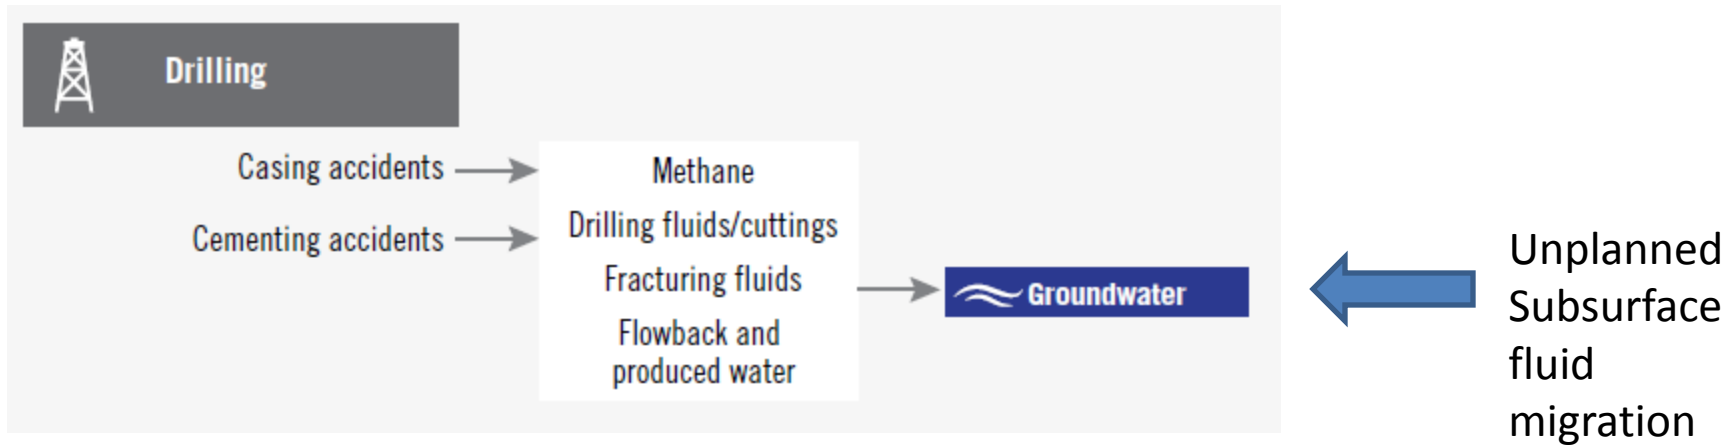 Drilling
Casing accidents
Cementing accidents
Methane
Drilling fluids/cuttings
Fracturing fluids
Flowback and
produced water
Groundwater
Unplanned
Subsurface
fluid
migration